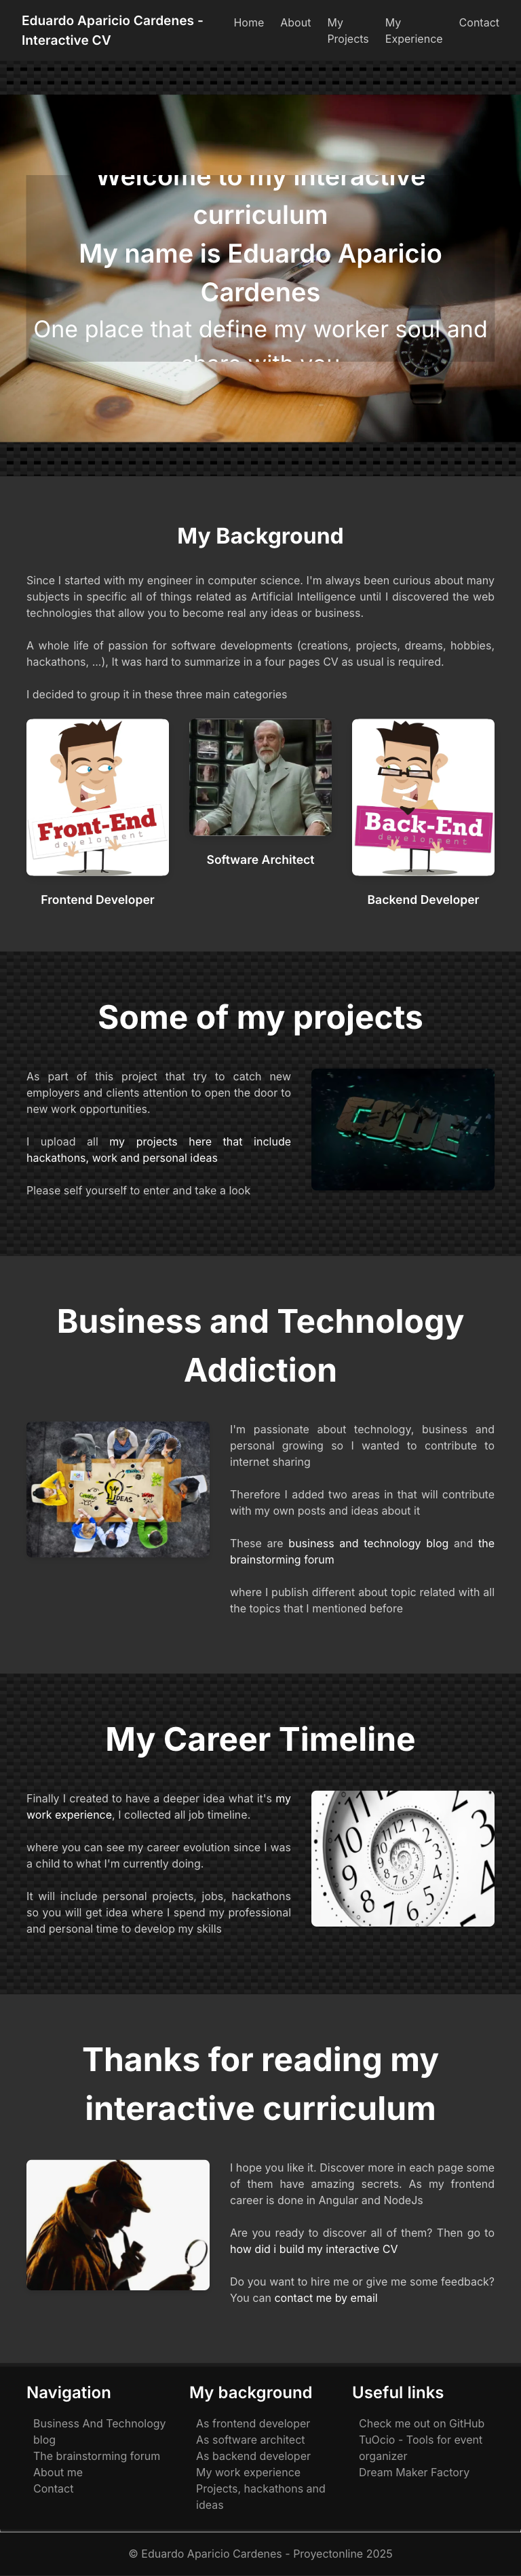 Eduardo Aparicio Cardenes -
Interactive CV
Home
About
My
Projects
My
Experience
Contact
Welcome to my interactive
curriculum
My name is Eduardo Aparicio
Cardenes
One place that define my worker soul and
share with you
My Background
Since I started with my engineer in computer science. I'm always been curious about many
subjects in specific all of things related as Artificial Intelligence until I discovered the web
technologies that allow you to become real any ideas or business.
A whole life of passion for software developments (creations, projects, dreams, hobbies,
hackathons, ...), It was hard to summarize in a four pages CV as usual is required.
I decided to group it in these three main categories
Front-End
development
Back-End
development
Software Architect
Frontend Developer
Backend Developer
Some of my projects
As part of this project that try to catch new
employers and clients attention to open the door to
new work opportunities.
I upload all my projects here that include
hackathons, work and personal ideas
Please self yourself to enter and take a look
CODE
Business and Technology
Addiction
IDEAS
I'm passionate about technology, business and
personal growing so I wanted to contribute to
internet sharing
Therefore I added two areas in that will contribute
with my own posts and ideas about it
These are business and technology blog and the
brainstorming forum
where I publish different about topic related with all
the topics that I mentioned before
My Career Timeline
Finally I created to have a deeper idea what it's my
work experience, I collected all job timeline.
where you can see my career evolution since I was
a child to what I'm currently doing.
It will include personal projects, jobs, hackathons
so you will get idea where I spend my professional
and personal time to develop my skills
Thanks for reading my
interactive curriculum
I hope you like it. Discover more in each page some
of them have amazing secrets. As my frontend
career is done in Angular and NodeJs
Are you ready to discover all of them? Then go to
how did i build my interactive CV
Do you want to hire me or give me some feedback?
You can contact me by email
Navigation
Business And Technology
blog
The brainstorming forum
About me
Contact
My background
As frontend developer
As software architect
As backend developer
My work experience
Projects, hackathons and
ideas
Useful links
Check me out on GitHub
TuOcio - Tools for event
organizer
Dream Maker Factory
© Eduardo Aparicio Cardenes - Proyectonline 2025